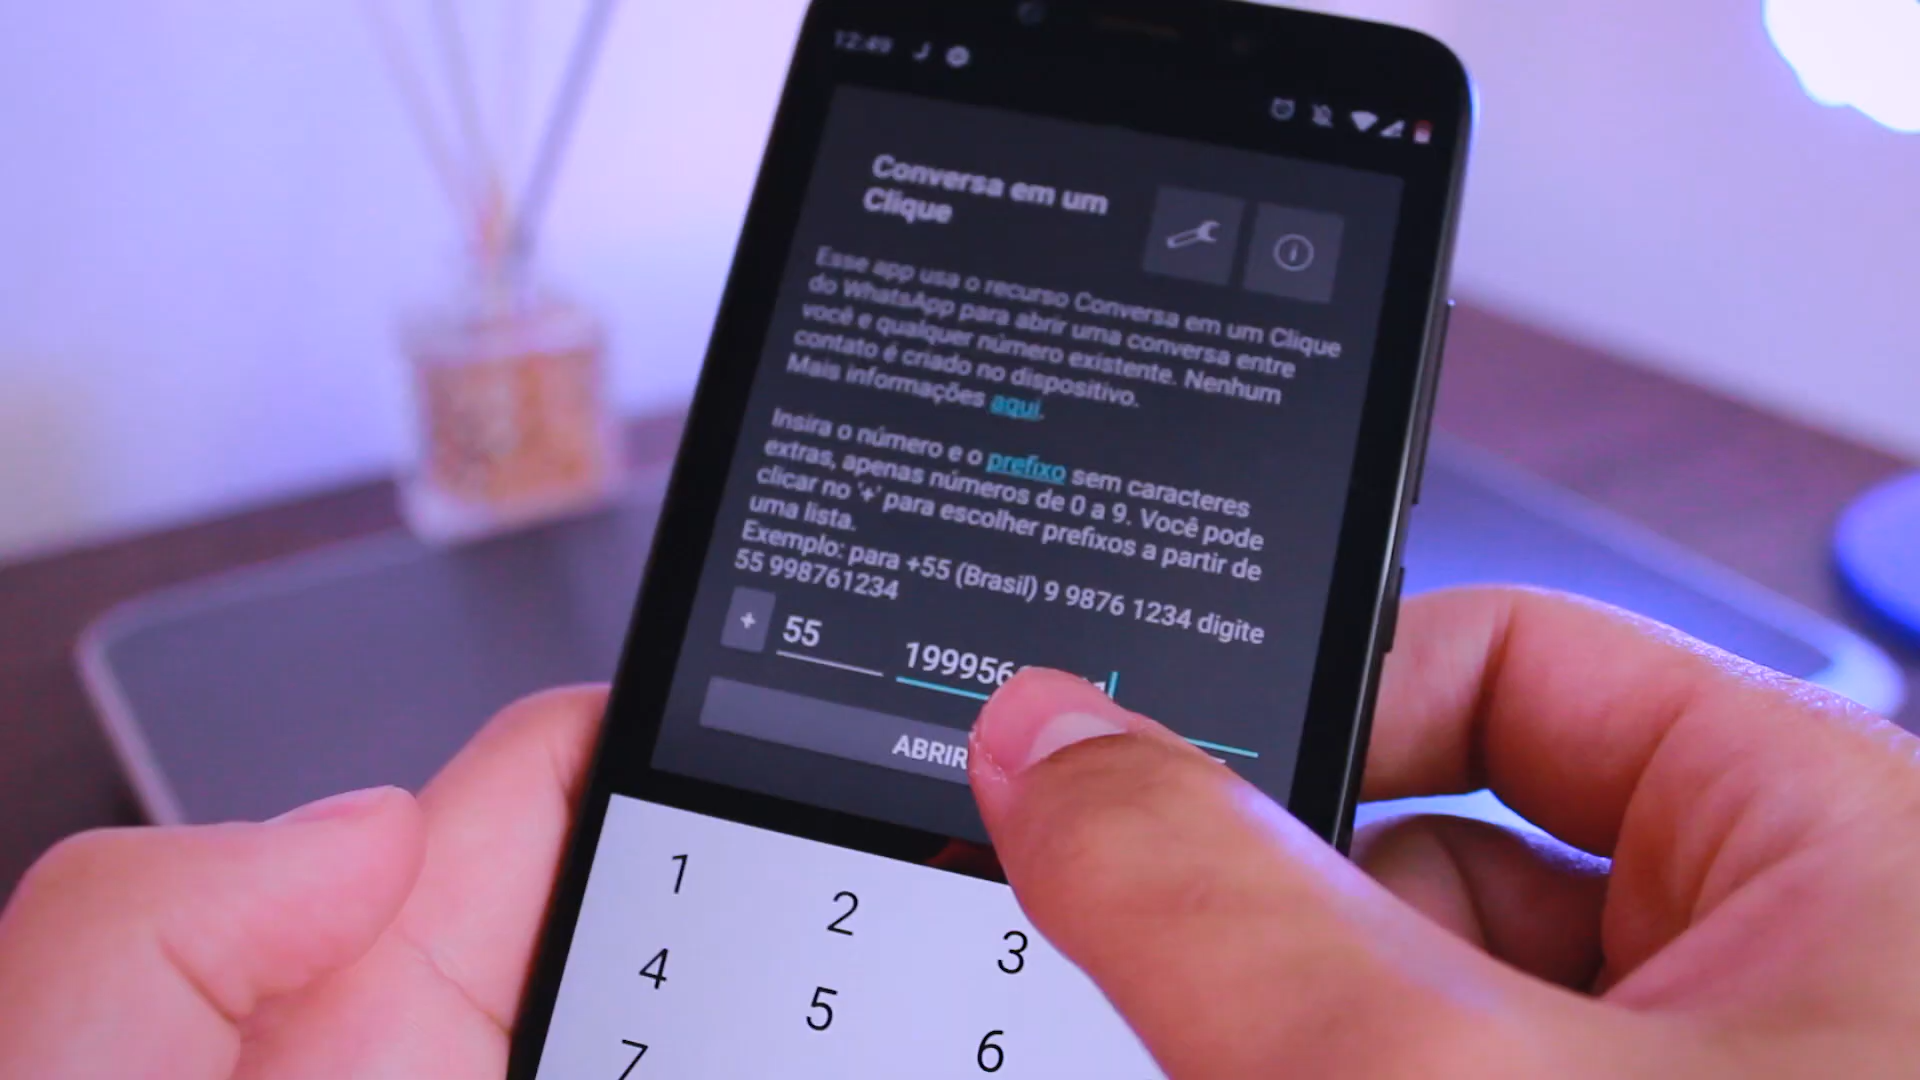 12:49
Conversa em um
Clique
Esse app usa o recurso Conversa em um Clique
do WhatsApp para abrir uma conversa entre
você e qualquer número existente. Nenhum
contato é criado no dispositivo.
Mais informações aqui.
Insira o número e o prefixo sem caracteres
extras, apenas números de 0 a 9. Você pode
clicar no '+' para escolher prefixos a partir de
uma lista.
Exemplo: para +55 (Brasil) 9 9876 1234 digite
55 998761234
+ 55 199956
ABRIR
1 2 3
4 5 6
7